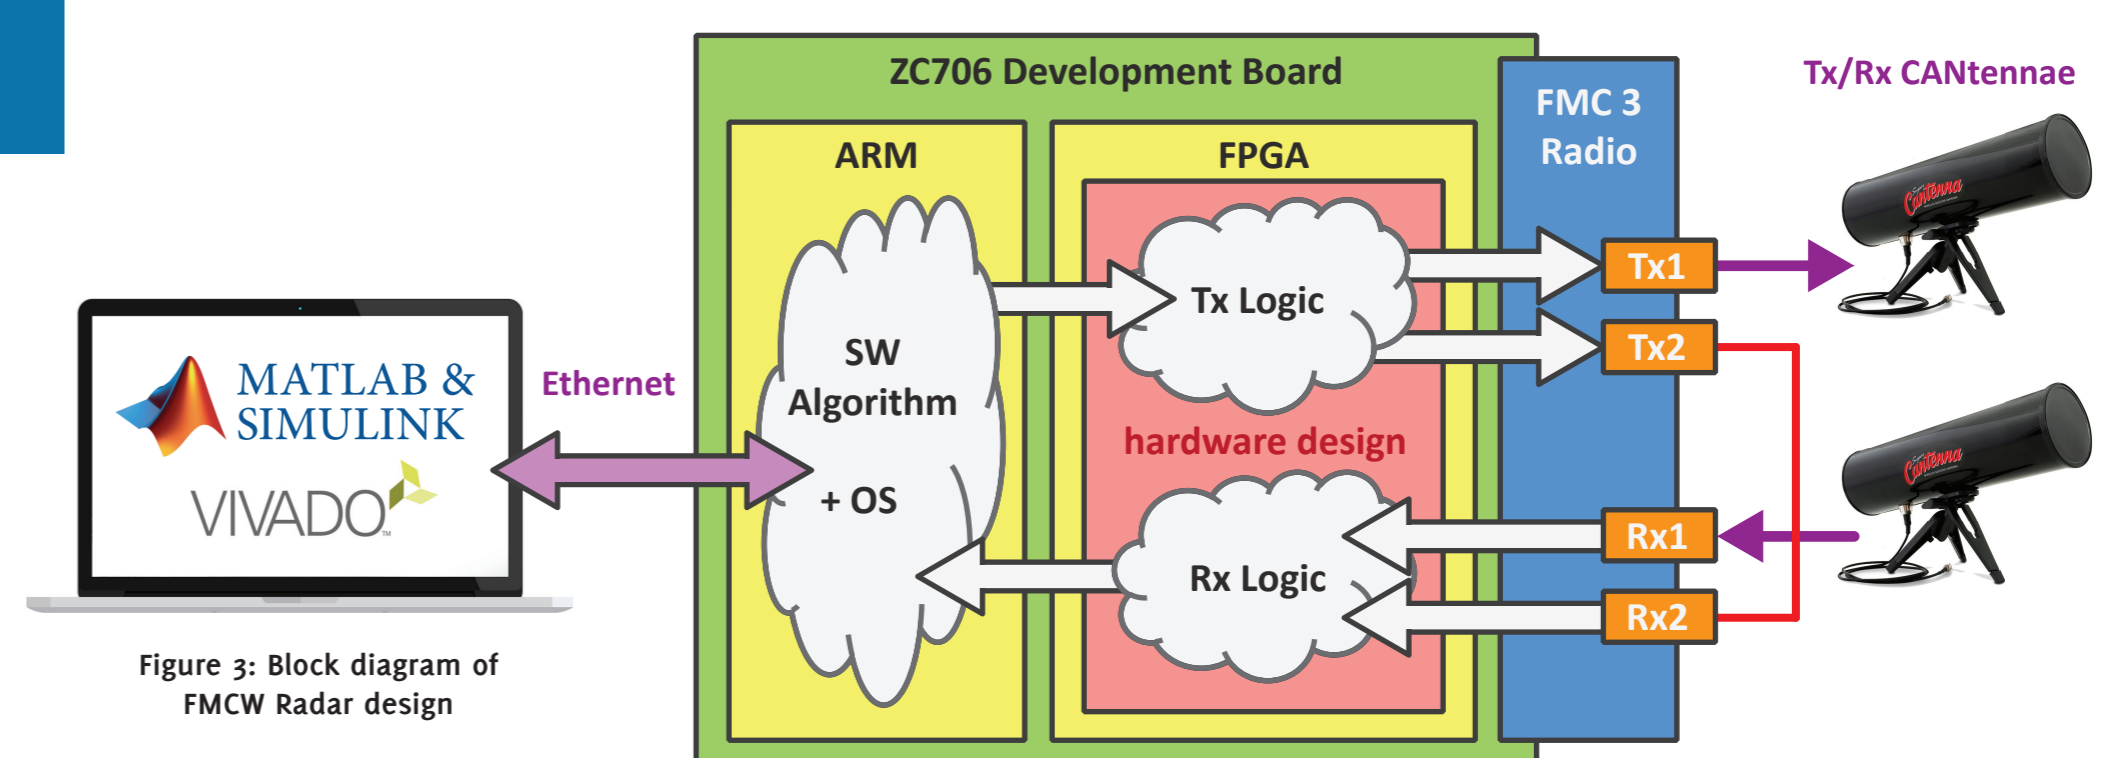 ZC706 Development Board
Tx/Rx CANtennae
FMC 3
Radio
ARM
FPGA
Cantenna
Tx1
Tx Logic
Tx2
SW
Algorithm
+ OS
MATLAB &
SIMULINK
VIVADO™
Ethernet
hardware design
Cantenna
Rx1
Rx Logic
Rx2
Figure 3: Block diagram of
FMCW Radar design